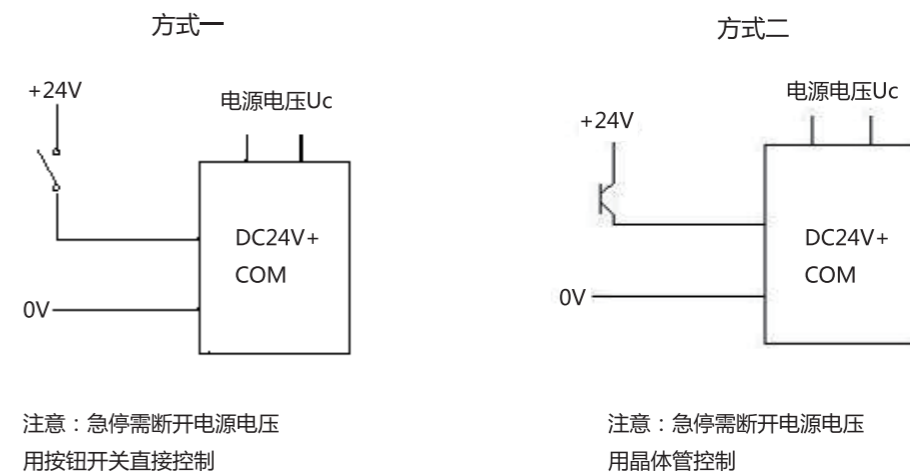 方式一
+24V
电源电压Uc
DC24V+
COM
0V
注意：急停需断开电源电压
用按钮开关直接控制
方式二
电源电压Uc
+24V
DC24V+
COM
0V
注意：急停需断开电源电压
用晶体管控制